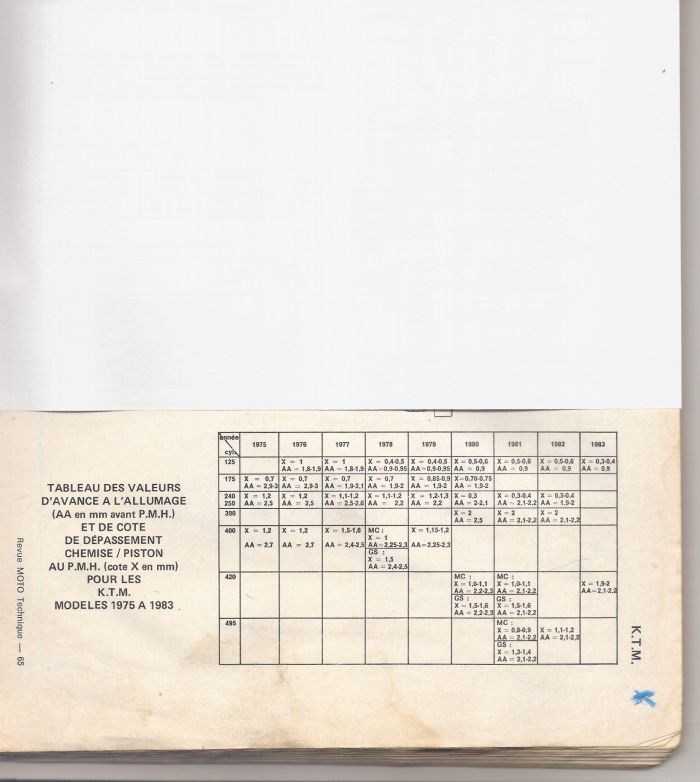 TABLEAU DES VALEURS
D'AVANCE A L'ALLUMAGE
(AA en mm avant P.M.H.)
ET DE COTE
DE DÉPASSEMENT
CHEMISE / PISTON
AU P.M.H. (cote X en mm)
POUR LES
K.T.M.
MODELES 1975 A 1983
année cyl. 1975 1976 1977 1978 1979 1980 1981 1982 1983
125 X = 1 X = 1 X = 0,4-0,5 X = 0,4-0,5 X = 0,5-0,6 X = 0,5-0,6 X = 0,5-0,6 X = 0,3-0,4
AA = 1,8-1,9 AA = 1,8-1,9 AA = 0,9-0,95 AA = 0,9-0,95 AA = 0,9 AA = 0,9 AA = 0,9 AA = 0,9
175 X = 0,7 X = 0,7 X = 0,7 X = 0,7 X = 0,85-0,9 X = 0,70-0,75
AA = 2,9-3 AA = 2,9-3 AA = 1,9-2,1 AA = 1,9-2 AA = 1,9-2 AA = 1,9-2
240 X = 1,2 X = 1,2 X = 1,1-1,2 X = 1,1-1,2 X = 1,2-1,3 X = 0,3 X = 0,3-0,4 X = 0,3-0,4
250 AA = 2,5 AA = 2,5 AA = 2,5-2,6 AA = 2,2 AA = 2,2 AA = 2-2,1 AA = 2,1-2,2 AA = 1,9-2
390 X = 2 X = 2 X = 2
AA = 2,5 AA = 2,1-2,2 AA = 2,1-2,2
400 X = 1,2 X = 1,2 X = 1,5-1,6 MC : X = 1,15-1,2
X = 1
AA = 2,7 AA = 2,7 AA = 2,4-2,5 AA = 2,25-2,3 AA = 2,25-2,3
GS :
X = 1,5
AA = 2,4-2,5
420 MC : MC :
X = 1,0-1,1 X = 1,0-1,1 X = 1,9-2
AA = 2,2-2,3 AA = 2,1-2,2 AA = 2,1-2,2
GS : GS :
X = 1,5-1,6 X = 1,5-1,6
AA = 2,2-2,3 AA = 2,1-2,2
495 MC :
X = 0,8-0,9 X = 1,1-1,2
AA = 2,1-2,2 AA = 2,1-2,2
GS :
X = 1,3-1,4
AA = 2,1-2,2
Revue MOTO Technique — 65
K.T.M.